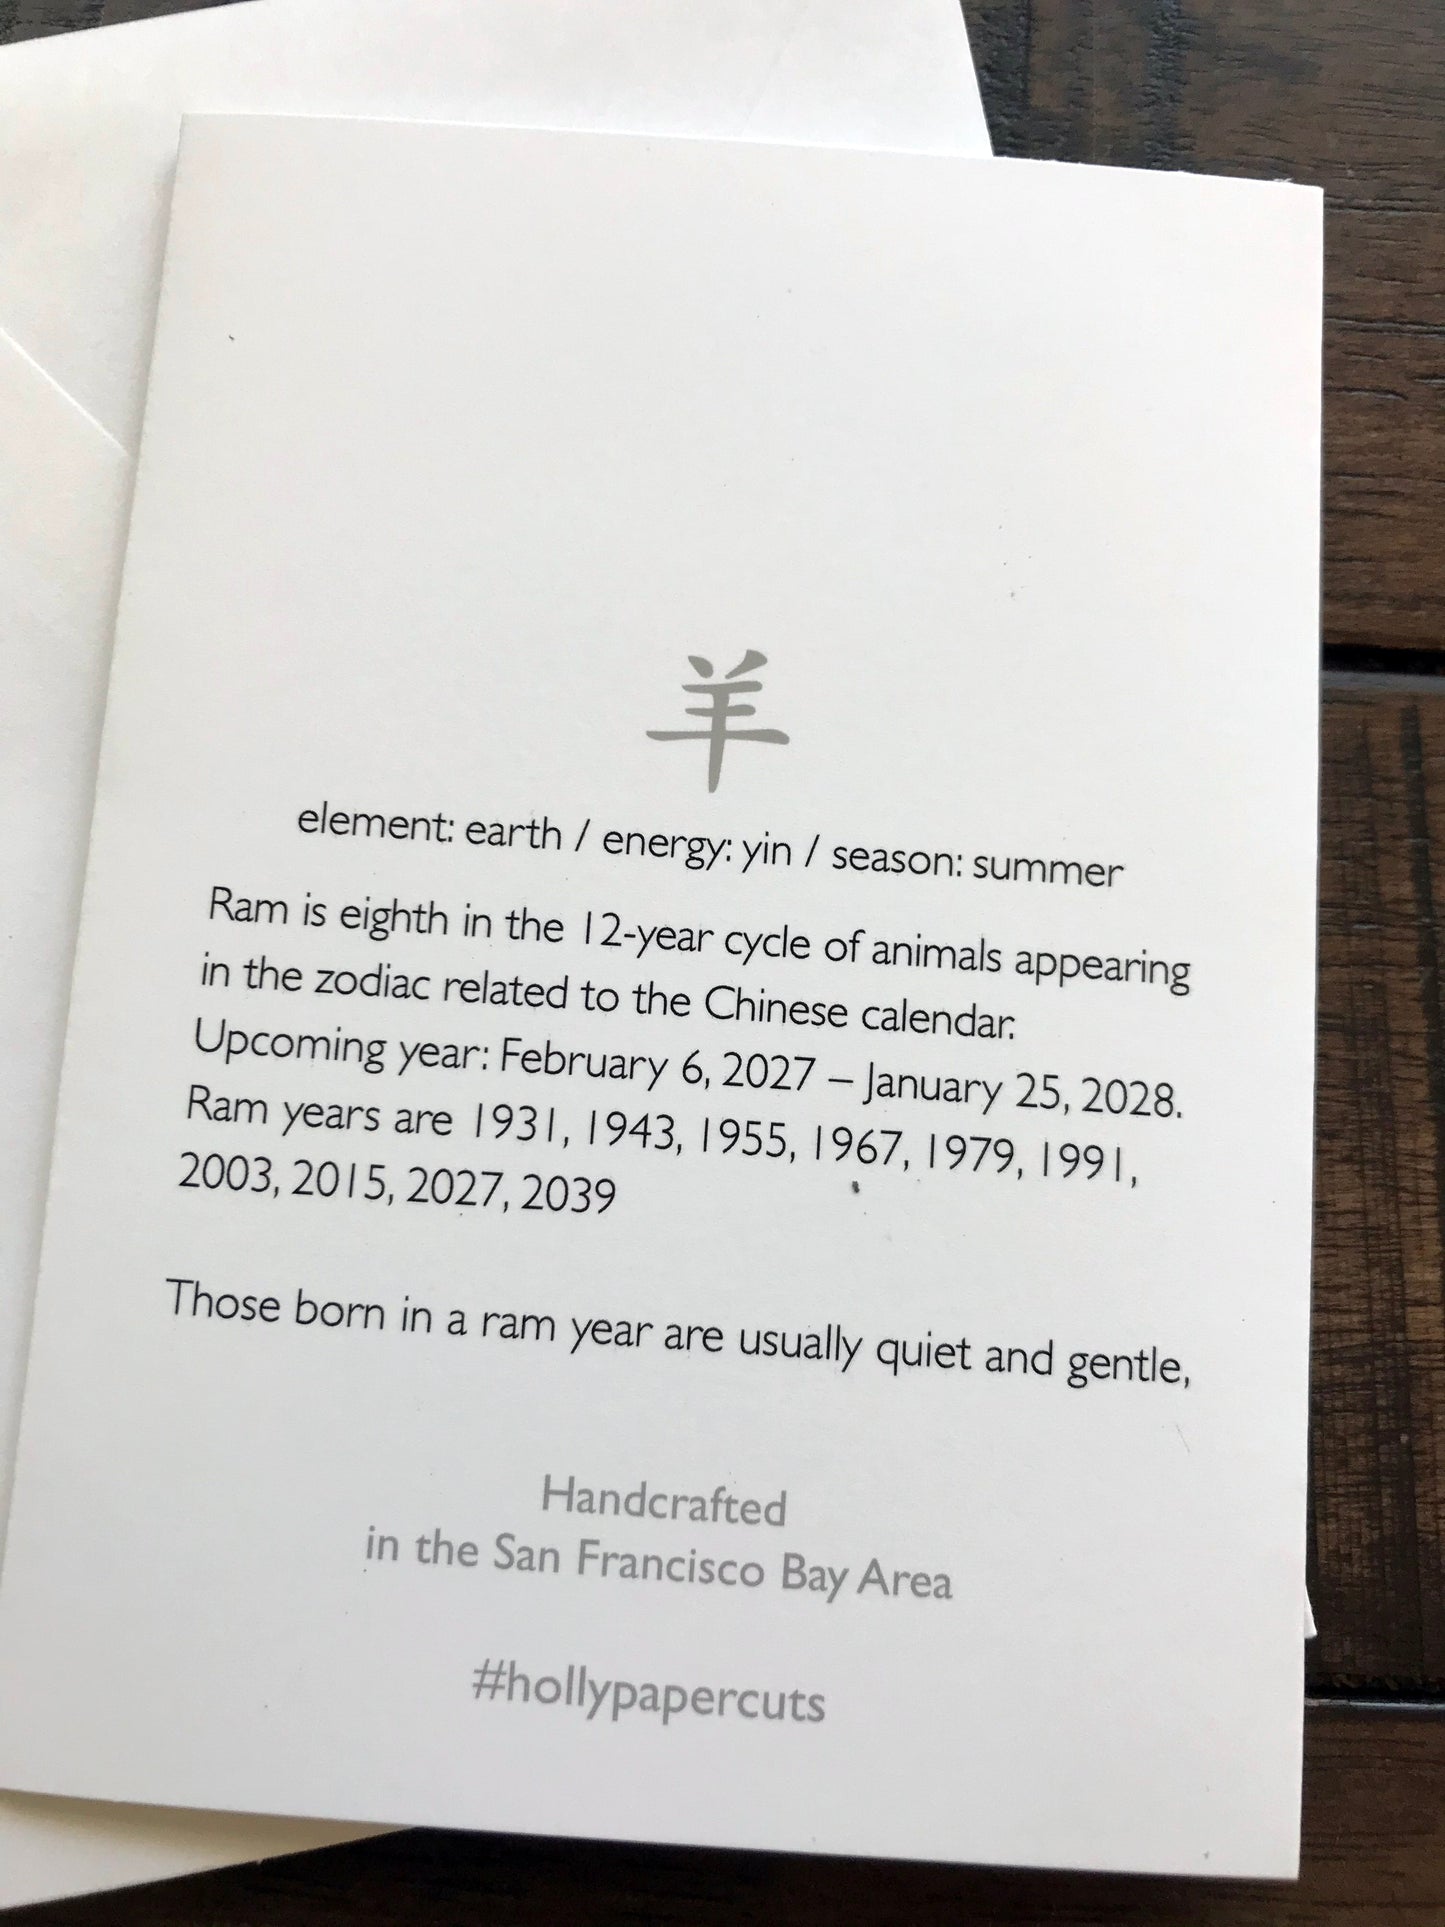 羊
element: earth / energy: yin / season: summer
Ram is eighth in the 12-year cycle of animals appearing
in the zodiac related to the Chinese calendar.
Upcoming year: February 6, 2027 – January 25, 2028.
Ram years are 1931, 1943, 1955, 1967, 1979, 1991,
2003, 2015, 2027, 2039
Those born in a ram year are usually quiet and gentle,
Handcrafted
in the San Francisco Bay Area
#hollypapercuts